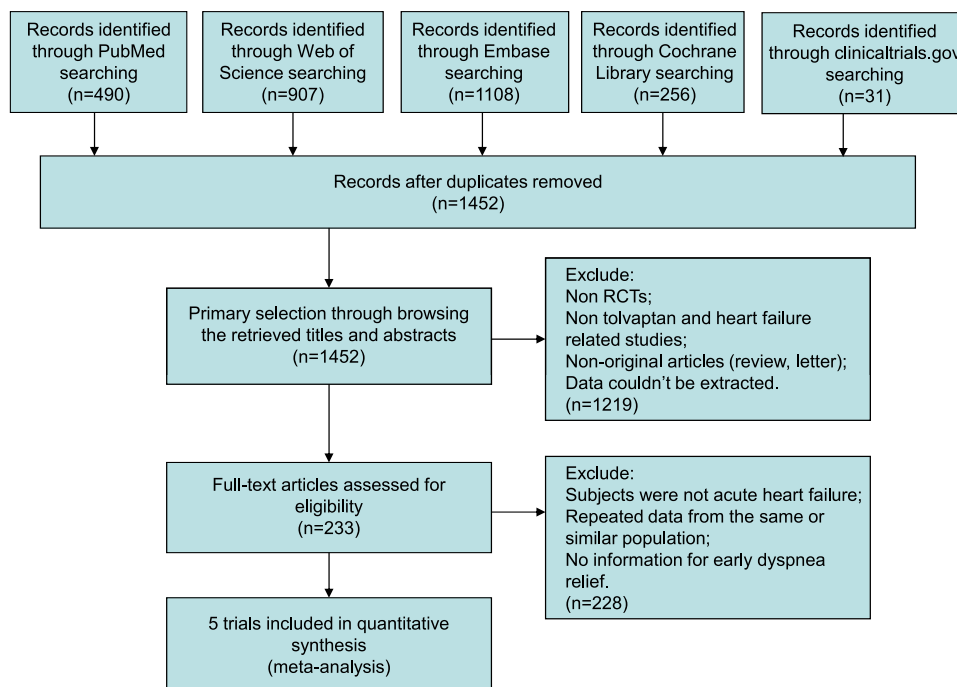 Records identified
through PubMed
searching
(n=490)
Records identified
through Web of
Science searching
(n=907)
Records identified
through Embase
searching
(n=1108)
Records identified
through Cochrane
Library searching
(n=256)
Records identified
through clinicaltrials.gov
searching
(n=31)
Records after duplicates removed
(n=1452)
Primary selection through browsing
the retrieved titles and abstracts
(n=1452)
Exclude:
Non RCTs;
Non tolvaptan and heart failure
related studies;
Non-original articles (review, letter);
Data couldn't be extracted.
(n=1219)
Full-text articles assessed for
eligibility
(n=233)
Exclude:
Subjects were not acute heart failure;
Repeated data from the same or
similar population;
No information for early dyspnea
relief.
(n=228)
5 trials included in quantitative
synthesis
(meta-analysis)